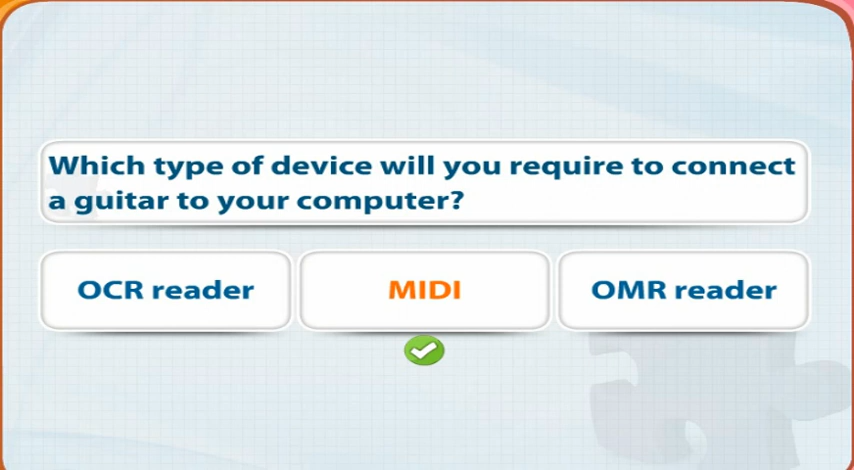 Which type of device will you require to connect
a guitar to your computer?
OCR reader
MIDI
OMR reader